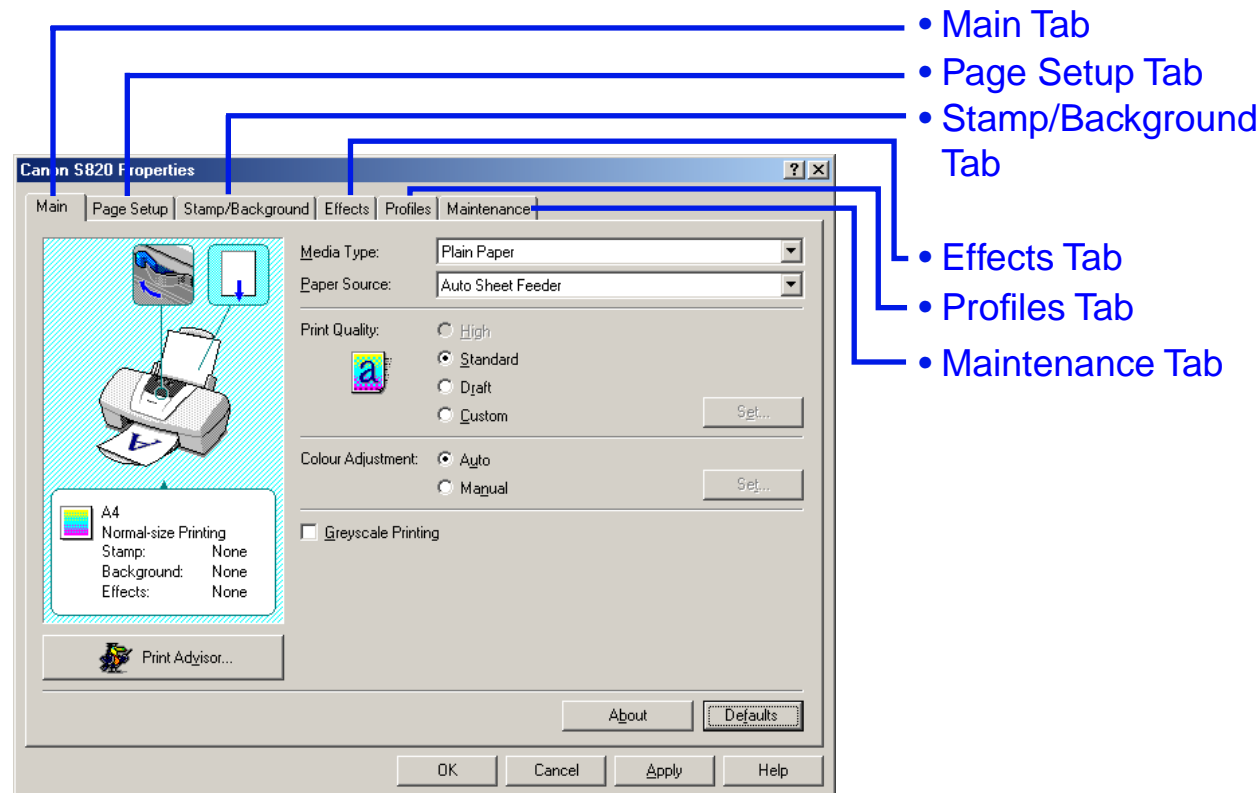 • Main Tab
• Page Setup Tab
• Stamp/Background
Tab
• Effects Tab
• Profiles Tab
• Maintenance Tab
Canon S820 Properties
Main
Page Setup
Stamp/Background
Effects
Profiles
Maintenance
Media Type:
Plain Paper
Paper Source:
Auto Sheet Feeder
Print Quality:
High
a
Standard
Draft
Custom
Set...
Colour Adjustment:
Auto
Manual
Set...
Greyscale Printing
A
A4
Normal-size Printing
Stamp: None
Background: None
Effects: None
Print Advisor...
About
Defaults
OK
Cancel
Apply
Help